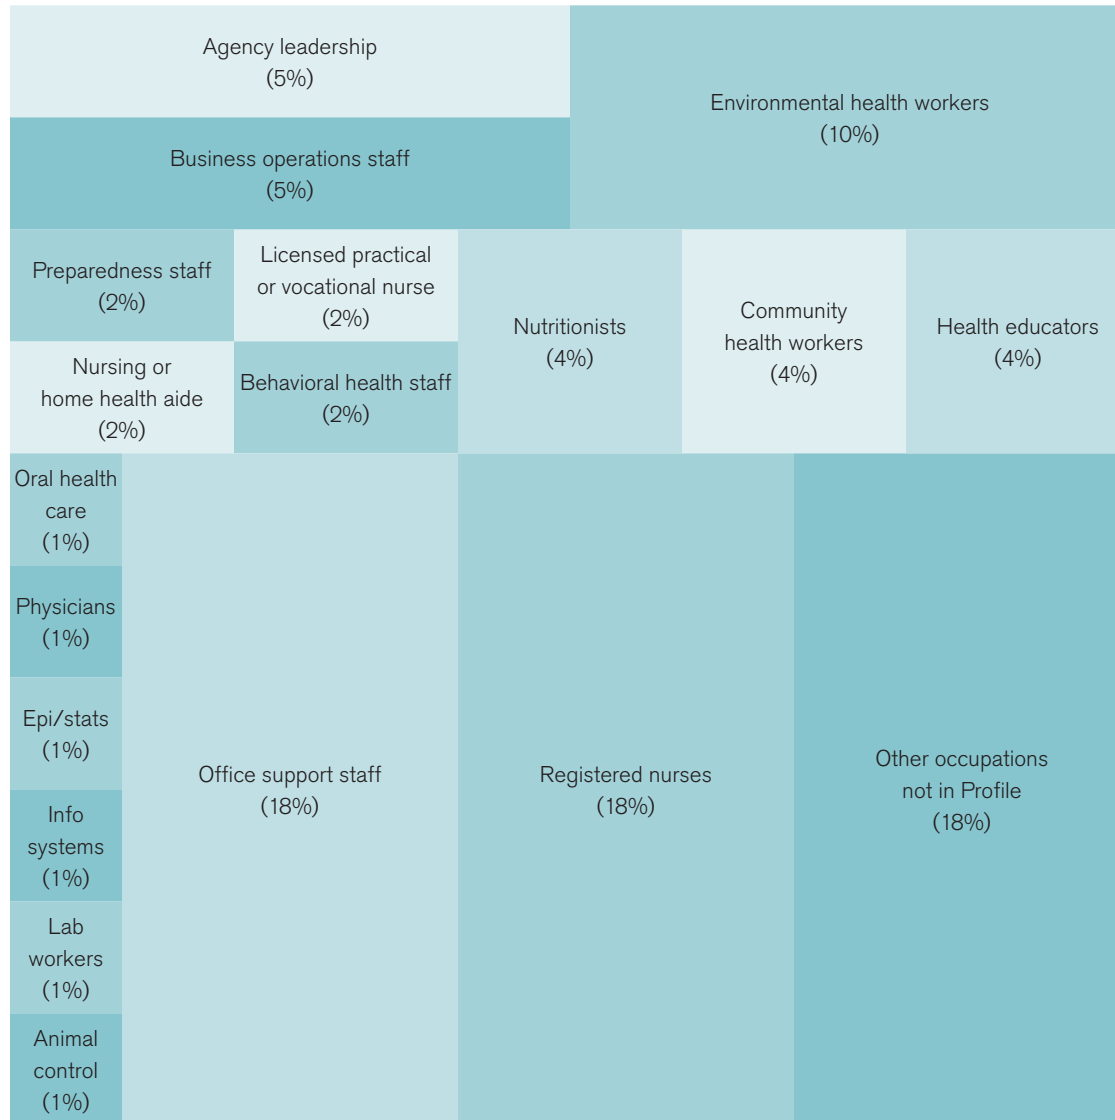 Agency leadership
(5%)
Environmental health workers
(10%)
Business operations staff
(5%)
Preparedness staff
(2%)
Licensed practical
or vocational nurse
(2%)
Nutritionists
(4%)
Community
health workers
(4%)
Health educators
(4%)
Nursing or
home health aide
(2%)
Behavioral health staff
(2%)
Oral health
care
(1%)
Physicians
(1%)
Epi/stats
(1%)
Info
systems
(1%)
Lab
workers
(1%)
Animal
control
(1%)
Office support staff
(18%)
Registered nurses
(18%)
Other occupations
not in Profile
(18%)